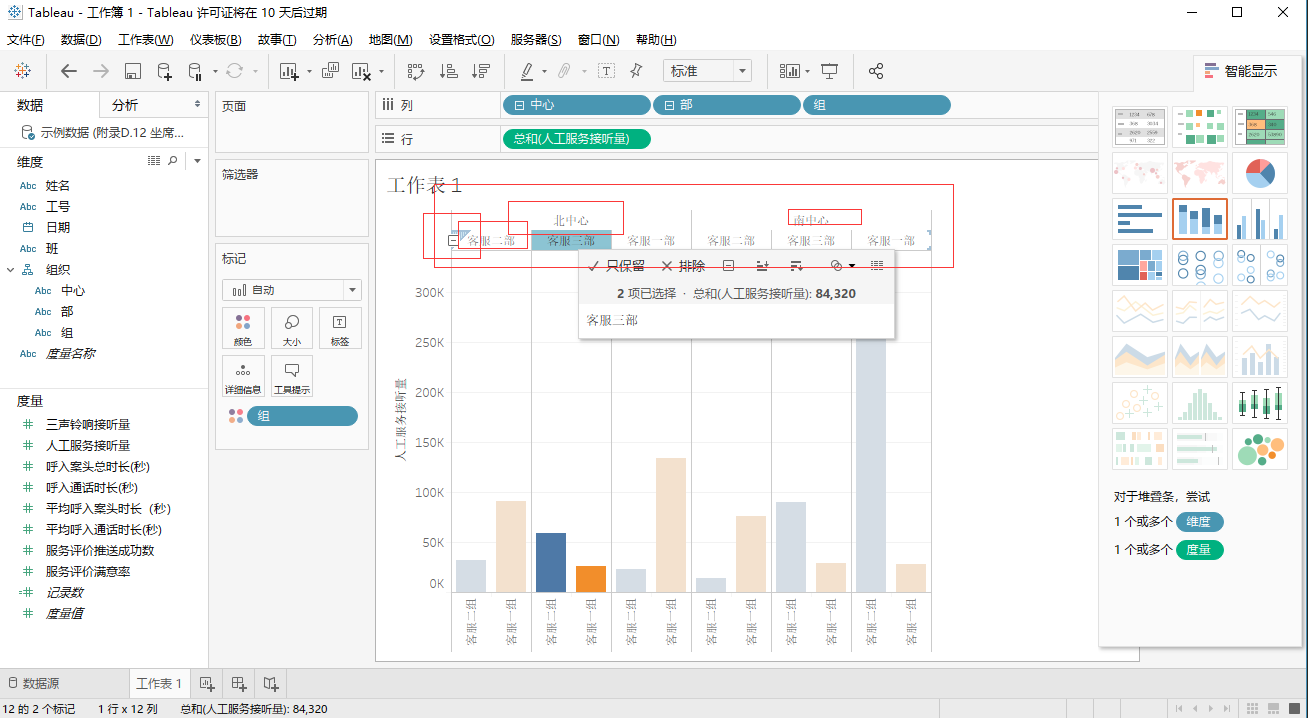 Tableau - 工作簿 1 - Tableau 许可证将在 10 天后过期
文件(F) 数据(D) 工作表(W) 仪表板(B) 故事(T) 分析(A) 地图(M) 设置格式(O) 服务器(S) 窗口(N) 帮助(H)
标准
智能显示
数据 分析
示例数据 (附录D.12 坐席...
维度
Abc 姓名
Abc 工号
日期
Abc 班
组织
Abc 中心
Abc 部
Abc 组
Abc 度量名称
度量
三声铃响接听量
人工服务接听量
呼入案头总时长(秒)
呼入通话时长(秒)
平均呼入案头时长（秒）
平均呼入通话时长(秒)
服务评价推送成功数
服务评价满意率
记录数
度量值
页面
筛选器
标记
自动
颜色 大小 标签
详细信息 工具提示
组
列 中心 部 组
行 总和(人工服务接听量)
工作表 1
北中心 南中心
客服二部 客服三部 客服一部 客服二部 客服三部 客服一部
只保留 排除
2 项已选择 · 总和(人工服务接听量): 84,320
客服三部
人工服务接听量
300K
250K
200K
150K
100K
50K
0K
客服二组 客服一组 客服二组 客服一组 客服二组 客服一组 客服二组 客服一组 客服二组 客服一组 客服二组 客服一组
对于堆叠条，尝试
1 个或多个 维度
1 个或多个 度量
数据源 工作表 1
12 的 2 个标记 1 行 x 12 列 总和(人工服务接听量): 84,320